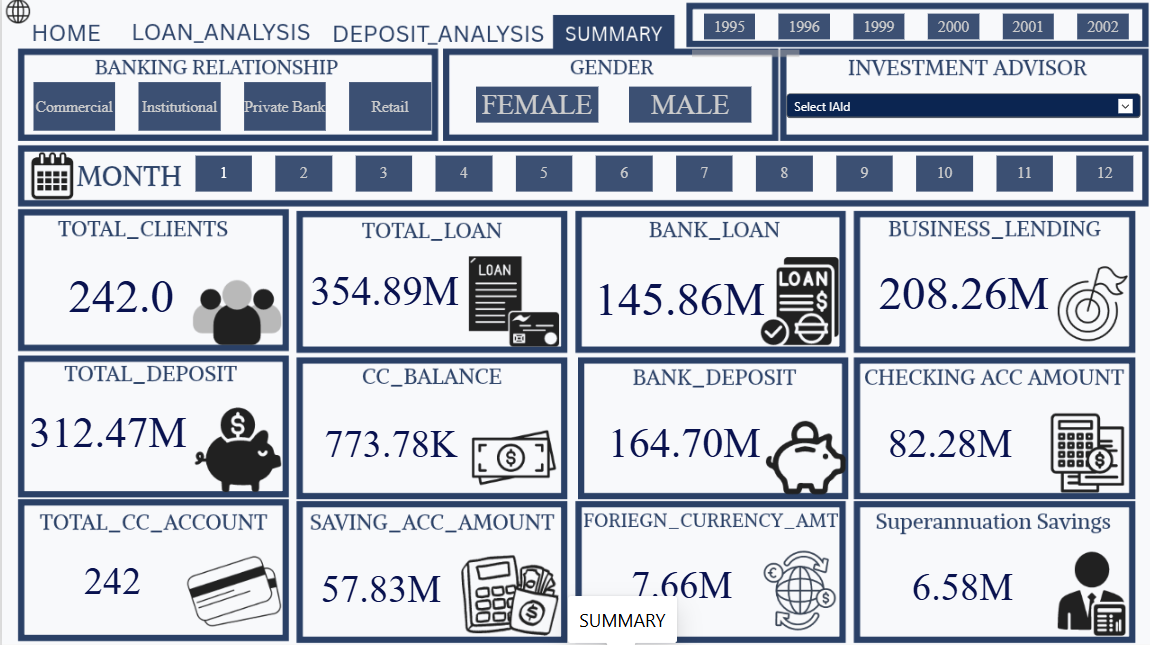 HOME LOAN_ANALYSIS DEPOSIT_ANALYSIS SUMMARY
1995 1996 1999 2000 2001 2002
BANKING RELATIONSHIP
Commercial Institutional Private Bank Retail
GENDER
FEMALE MALE
INVESTMENT ADVISOR
Select IAId
MONTH 1 2 3 4 5 6 7 8 9 10 11 12
TOTAL_CLIENTS
242.0
TOTAL_LOAN
354.89M
LOAN
BANK_LOAN
145.86M
LOAN
$
BUSINESS_LENDING
208.26M
TOTAL_DEPOSIT
312.47M
$
CC_BALANCE
773.78K
$
BANK_DEPOSIT
164.70M
CHECKING ACC AMOUNT
82.28M
$
TOTAL_CC_ACCOUNT
242
SAVING_ACC_AMOUNT
57.83M
$
FORIEGN_CURRENCY_AMT
7.66M
€
$
Superannuation Savings
6.58M
SUMMARY